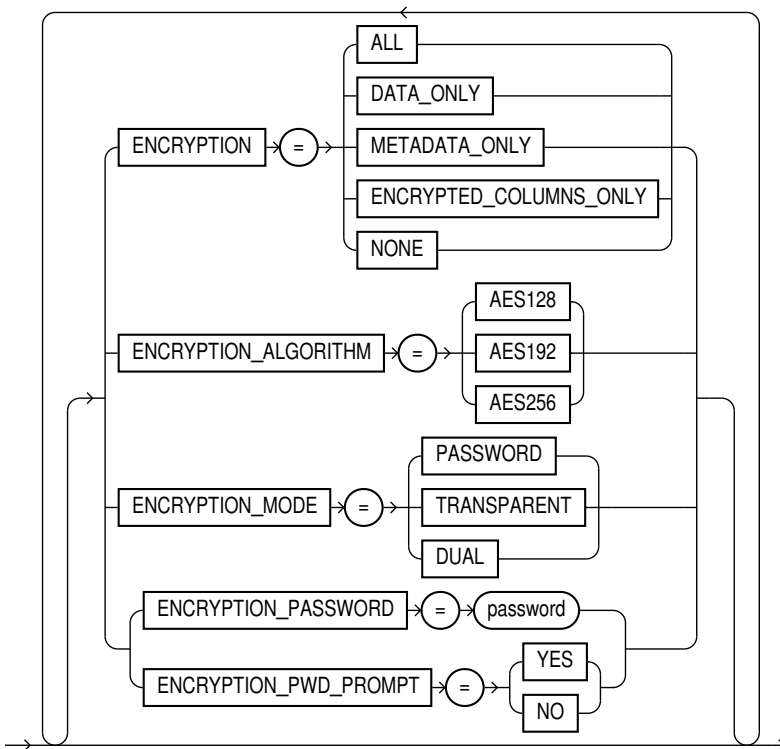 ALL
DATA_ONLY
ENCRYPTION = METADATA_ONLY
ENCRYPTED_COLUMNS_ONLY
NONE
AES128
ENCRYPTION_ALGORITHM = AES192
AES256
PASSWORD
ENCRYPTION_MODE = TRANSPARENT
DUAL
ENCRYPTION_PASSWORD = password
YES
ENCRYPTION_PWD_PROMPT =
NO